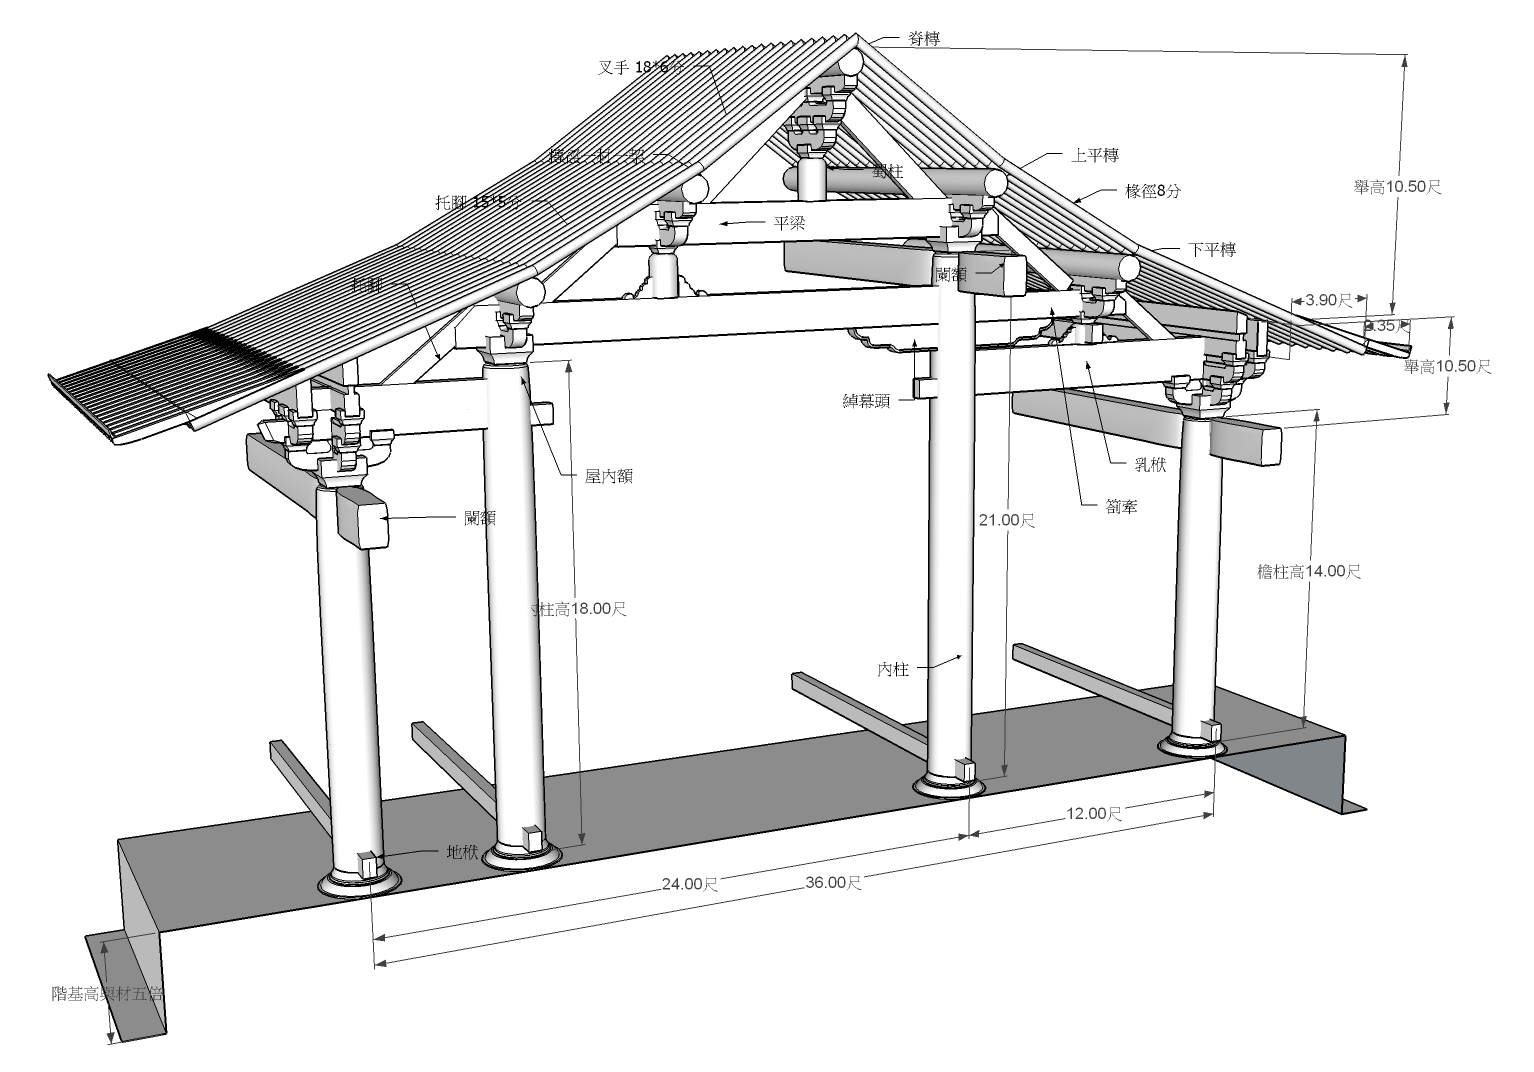 脊槫
叉手 18*6分
上平槫
蜀柱
舉高10.50尺
椽徑8分
托腳 15*5分
平梁
下平槫
闌額
托腳
3.90尺
舉高10.50尺
綽幕頭
乳栿
屋內額
劄牽
闌額
21.00尺
檐柱高14.00尺
柱高18.00尺
內柱
12.00尺
地栿
24.00尺
36.00尺
階基高與材五倍